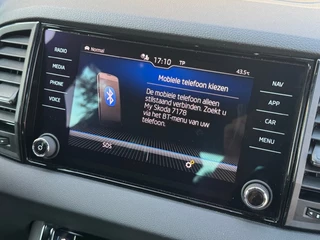 RADIO
MEDIA
PHONE
VOICE
Normal
17:10 TP
43.5
Mobiele telefoon kiezen
De mobiele telefoon alleen
stilstaand verbinden. Zoekt u
My Skoda 7178
via het BT-menu van uw
telefoon.
SOS
NAV
APP
CAR
MENU